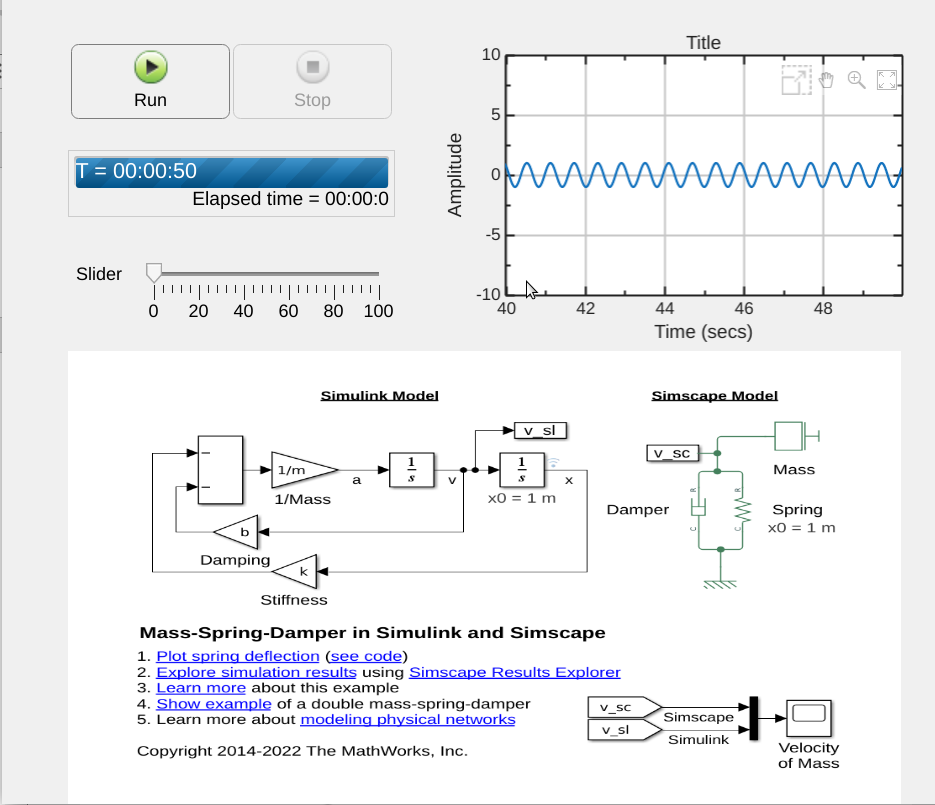 Run
Stop
T = 00:00:50
Elapsed time = 00:00:0
Slider
0 20 40 60 80 100
Title
10
5
0
-5
-10
Amplitude
40 42 44 46 48
Time (secs)
Simulink Model
v_sl
1/m
1/Mass
a
1
s
v
1
s
x0 = 1 m
x
b
Damping
k
Stiffness
Simscape Model
v_sc
Mass
R R
Damper
Spring
x0 = 1 m
C C
Mass-Spring-Damper in Simulink and Simscape
1. Plot spring deflection (see code)
2. Explore simulation results using Simscape Results Explorer
3. Learn more about this example
4. Show example of a double mass-spring-damper
5. Learn more about modeling physical networks
Copyright 2014-2022 The MathWorks, Inc.
v_sc
Simscape
v_sl
Simulink
Velocity
of Mass